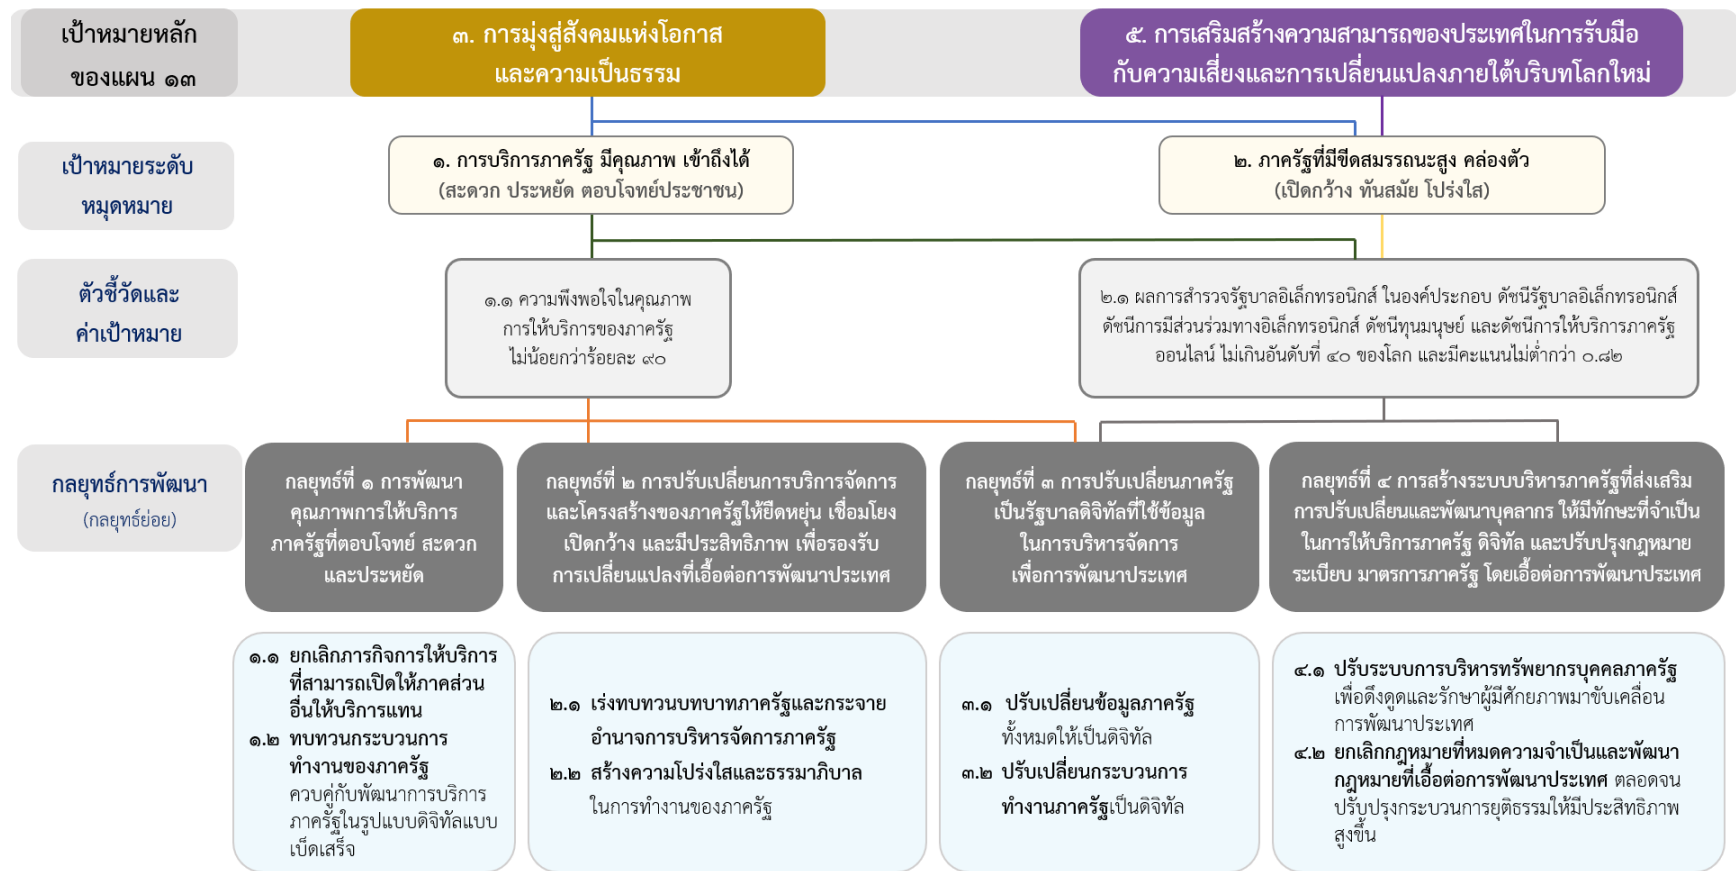 เป้าหมายหลัก
ของแผน ๑๓
๓. การมุ่งสู่สังคมแห่งโอกาส
และความเป็นธรรม
๕. การเสริมสร้างความสามารถของประเทศในการรับมือ
กับความเสี่ยงและการเปลี่ยนแปลงภายใต้บริบทโลกใหม่
เป้าหมายระดับ
หมุดหมาย
๑. การบริการภาครัฐ มีคุณภาพ เข้าถึงได้
(สะดวก ประหยัด ตอบโจทย์ประชาชน)
๒. ภาครัฐที่มีขีดสมรรถนะสูง คล่องตัว
(เปิดกว้าง ทันสมัย โปร่งใส)
ตัวชี้วัดและ
ค่าเป้าหมาย
๑.๑ ความพึงพอใจในคุณภาพ
การให้บริการของภาครัฐ
ไม่น้อยกว่าร้อยละ ๙๐
๒.๑ ผลการสำรวจรัฐบาลอิเล็กทรอนิกส์ ในองค์ประกอบ ดัชนีรัฐบาลอิเล็กทรอนิกส์
ดัชนีการมีส่วนร่วมทางอิเล็กทรอนิกส์ ดัชนีทุนมนุษย์ และดัชนีการให้บริการภาครัฐ
ออนไลน์ ไม่เกินอันดับที่ ๔๐ ของโลก และมีคะแนนไม่ต่ำกว่า ๐.๘๒
กลยุทธ์การพัฒนา
(กลยุทธ์ย่อย)
กลยุทธ์ที่ ๑ การพัฒนา
คุณภาพการให้บริการ
ภาครัฐที่ตอบโจทย์ สะดวก
และประหยัด
กลยุทธ์ที่ ๒ การปรับเปลี่ยนการบริหารจัดการ
และโครงสร้างของภาครัฐให้ยืดหยุ่น เชื่อมโยง
เปิดกว้าง และมีประสิทธิภาพ เพื่อรองรับ
การเปลี่ยนแปลงที่เอื้อต่อการพัฒนาประเทศ
กลยุทธ์ที่ ๓ การปรับเปลี่ยนภาครัฐ
เป็นรัฐบาลดิจิทัลที่ใช้ข้อมูล
ในการบริหารจัดการ
เพื่อการพัฒนาประเทศ
กลยุทธ์ที่ ๔ การสร้างระบบบริหารภาครัฐที่ส่งเสริม
การปรับเปลี่ยนและพัฒนาบุคลากร ให้มีทักษะที่จำเป็น
ในการให้บริการภาครัฐ ดิจิทัล และปรับปรุงกฎหมาย
ระเบียบ มาตรการภาครัฐ โดยเอื้อต่อการพัฒนาประเทศ
๑.๑ ยกเลิกภารกิจการให้บริการ
ที่สามารถเปิดให้ภาคส่วน
อื่นให้บริการแทน
๑.๒ ทบทวนกระบวนการ
ทำงานของภาครัฐ
ควบคู่กับพัฒนาการบริการ
ภาครัฐในรูปแบบดิจิทัลแบบ
เบ็ดเสร็จ
๒.๑ เร่งทบทวนบทบาทภาครัฐและกระจาย
อำนาจการบริหารจัดการภาครัฐ
๒.๒ สร้างความโปร่งใสและธรรมาภิบาล
ในการทำงานของภาครัฐ
๓.๑ ปรับเปลี่ยนข้อมูลภาครัฐ
ทั้งหมดให้เป็นดิจิทัล
๓.๒ ปรับเปลี่ยนกระบวนการ
ทำงานภาครัฐเป็นดิจิทัล
๔.๑ ปรับระบบการบริหารทรัพยากรบุคคลภาครัฐ
เพื่อดึงดูดและรักษาผู้มีศักยภาพมาขับเคลื่อน
การพัฒนาประเทศ
๔.๒ ยกเลิกกฎหมายที่หมดความจำเป็นและพัฒนา
กฎหมายที่เอื้อต่อการพัฒนาประเทศ ตลอดจน
ปรับปรุงกระบวนการยุติธรรมให้มีประสิทธิภาพ
สูงขึ้น